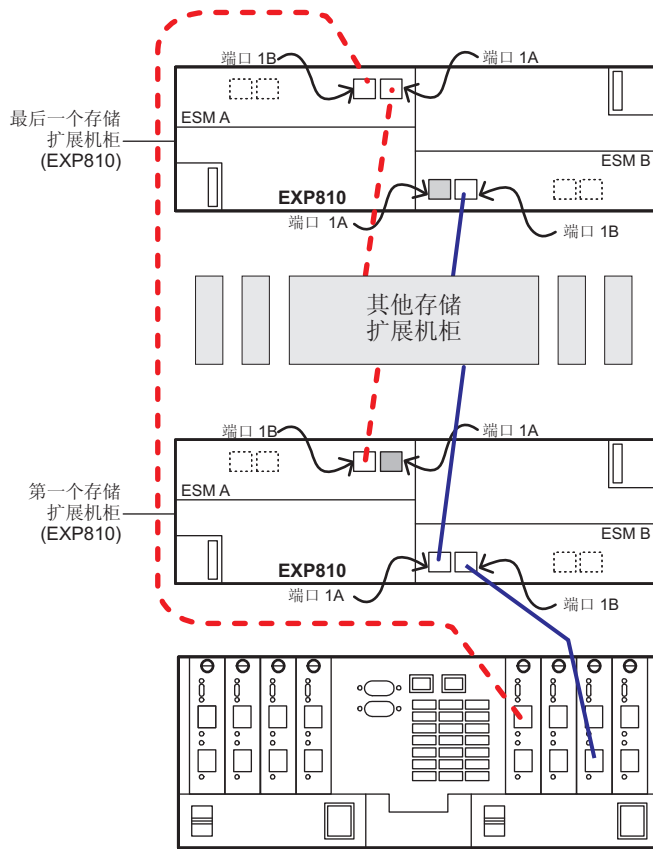 端口 1B
端口 1A
最后一个存储
扩展机柜
(EXP810)
ESM A
ESM B
EXP810
端口 1A
端口 1B
其他存储
扩展机柜
端口 1B
端口 1A
第一个存储
扩展机柜
(EXP810)
ESM A
ESM B
EXP810
端口 1A
端口 1B